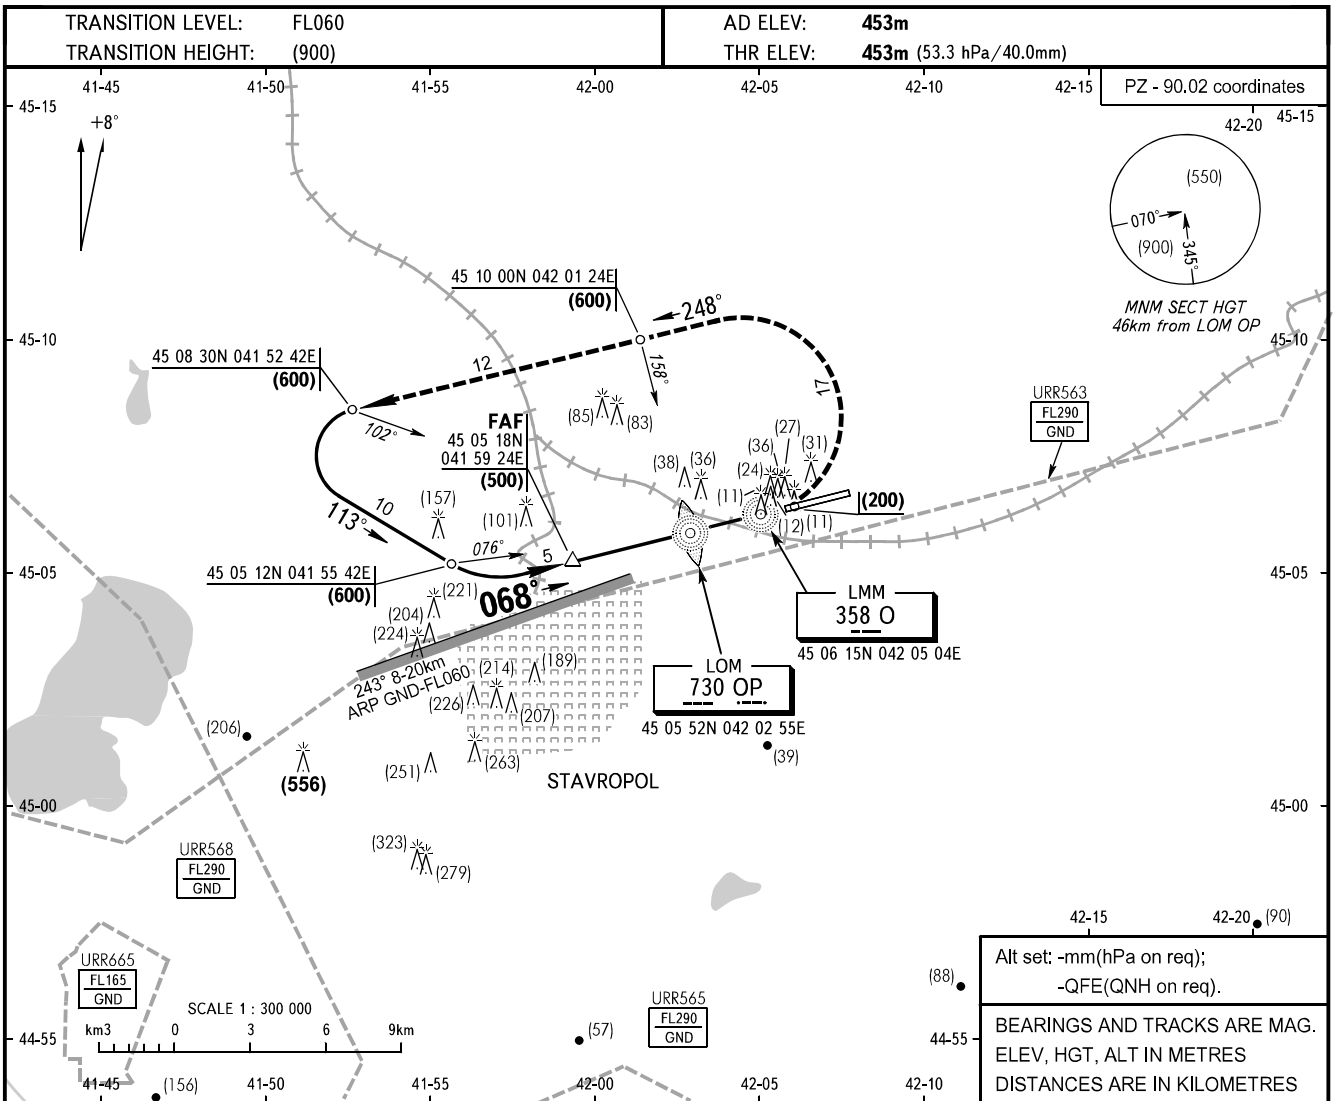 TRANSITION LEVEL: FL060
TRANSITION HEIGHT: (900)
AD ELEV: 453m
THR ELEV: 453m (53.3 hPa/40.0mm)
41-45 41-50 41-55 42-00 42-05 42-10 42-15
PZ - 90.02 coordinates
45-15
42-20 45-15
+8°
(550)
070°
(900)
345°
MNM SECT HGT
46km from LOM OP
45 10 00N 042 01 24E
(600)
248°
45-10
45-10
45 08 30N 041 52 42E
(600)
12
158°
17
102°
URR563
FL290
GND
FAF
45 05 18N
041 59 24E
(500)
(85)
(83)
(27)
(36)
(31)
(38)
(36)
(24)
(11)
(12)
(11)
(200)
10
113°
(157)
(101)
076°
5
45-05
45-05
45 05 12N 041 55 42E
(600)
068°
(221)
(204)
(224)
LMM
358 O
45 06 15N 042 05 04E
243° 8-20km
ARP GND-FL060
(214)
(189)
(226)
(207)
LOM
730 OP
45 05 52N 042 02 55E
(206)
(39)
(556)
(251)
(263)
STAVROPOL
45-00
45-00
URR568
FL290
GND
(323)
(279)
42-15 42-20
(90)
URR665
FL165
GND
(88)
Alt set: -mm(hPa on req);
-QFE(QNH on req).
SCALE 1 : 300 000
km3 0 3 6 9km
URR565
FL290
GND
(57)
44-55
44-55
BEARINGS AND TRACKS ARE MAG.
ELEV, HGT, ALT IN METRES
DISTANCES ARE IN KILOMETRES
41-45 (156) 41-50 41-55 42-00 42-05 42-10